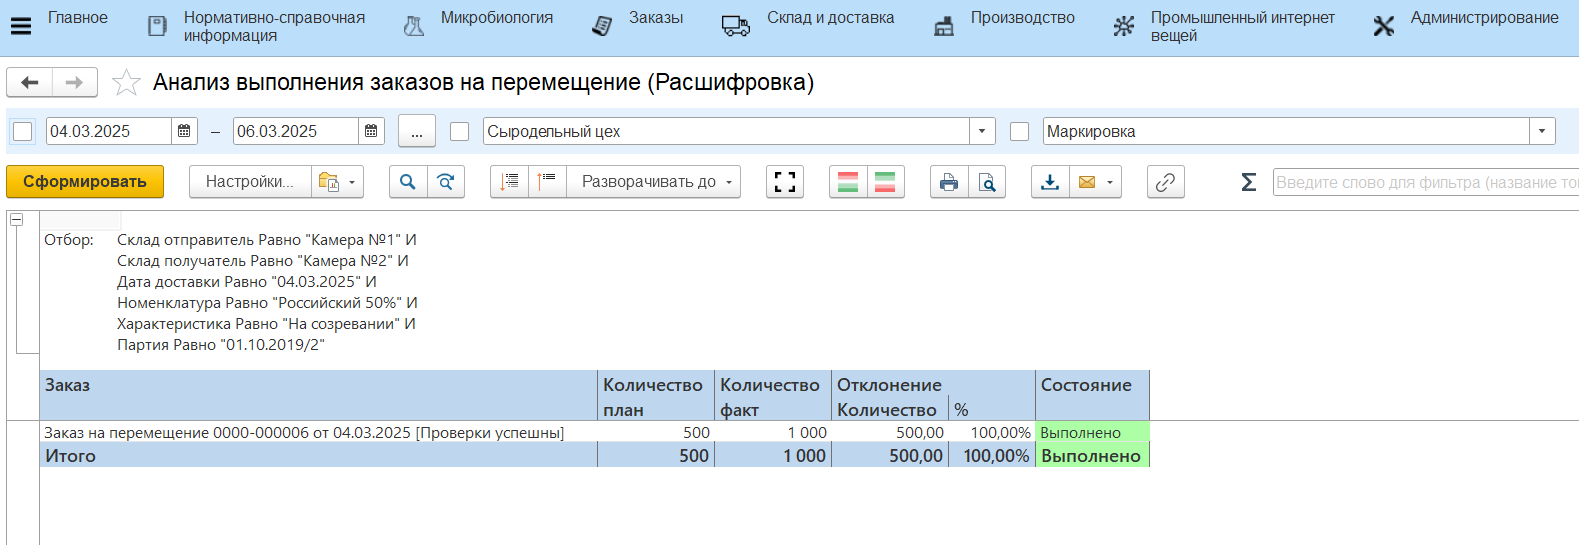 Главное
Нормативно-справочная информация
Микробиология
Заказы
Склад и доставка
Производство
Промышленный интернет вещей
Администрирование
Анализ выполнения заказов на перемещение (Расшифровка)
04.03.2025 – 06.03.2025 ... Сыродельный цех Маркировка
Сформировать Настройки... Разворачивать до Σ Введите слово для фильтра (название
Отбор: Склад отправитель Равно "Камера №1" И
Склад получатель Равно "Камера №2" И
Дата доставки Равно "04.03.2025" И
Номенклатура Равно "Российский 50%" И
Характеристика Равно "На созревании" И
Партия Равно "01.10.2019/2"
Заказ Количество план Количество факт Отклонение Состояние
Количество %
Заказ на перемещение 0000-000006 от 04.03.2025 [Проверки успешны] 500 1 000 500,00 100,00% Выполнено
Итого 500 1 000 500,00 100,00% Выполнено